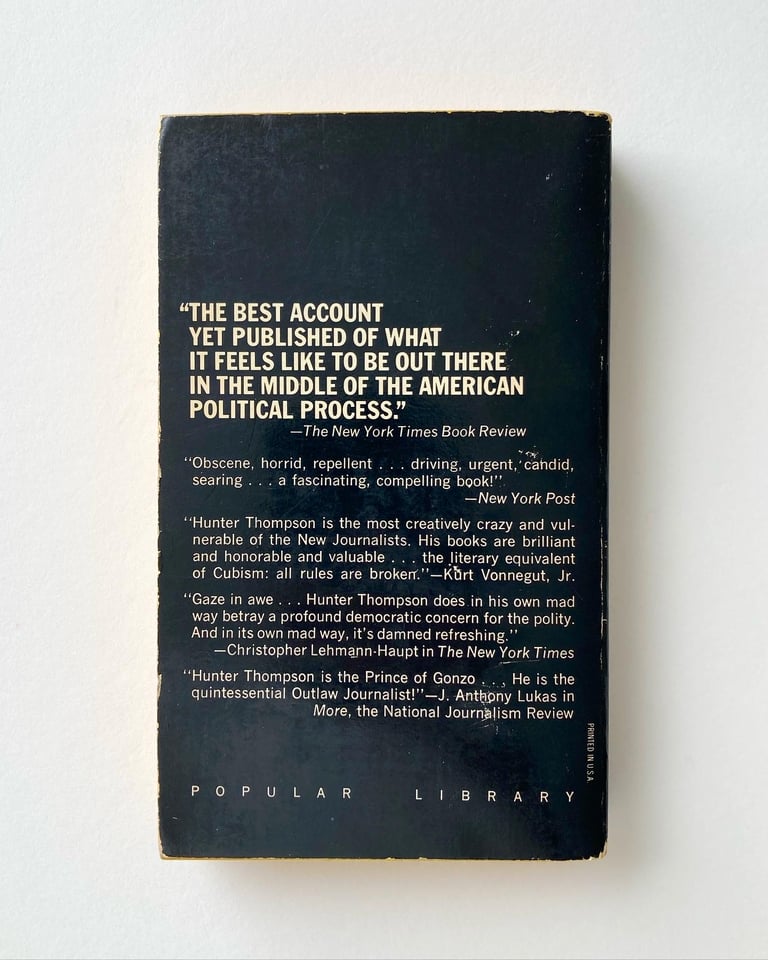 “THE BEST ACCOUNT
YET PUBLISHED OF WHAT
IT FEELS LIKE TO BE OUT THERE
IN THE MIDDLE OF THE AMERICAN
POLITICAL PROCESS.”
—The New York Times Book Review
“Obscene, horrid, repellent . . . driving, urgent, candid,
searing . . . a fascinating, compelling book!”
—New York Post
“Hunter Thompson is the most creatively crazy and vul-
nerable of the New Journalists. His books are brilliant
and honorable and valuable . . . the literary equivalent
of Cubism: all rules are broken.”—Kurt Vonnegut, Jr.
“Gaze in awe . . . Hunter Thompson does in his own mad
way betray a profound democratic concern for the polity.
And in its own mad way, it’s damned refreshing.”
—Christopher Lehmann-Haupt in The New York Times
“Hunter Thompson is the Prince of Gonzo . . . He is the
quintessential Outlaw Journalist!”—J. Anthony Lukas in
More, the National Journalism Review
PRINTED IN U.S.A.
POPULAR LIBRARY